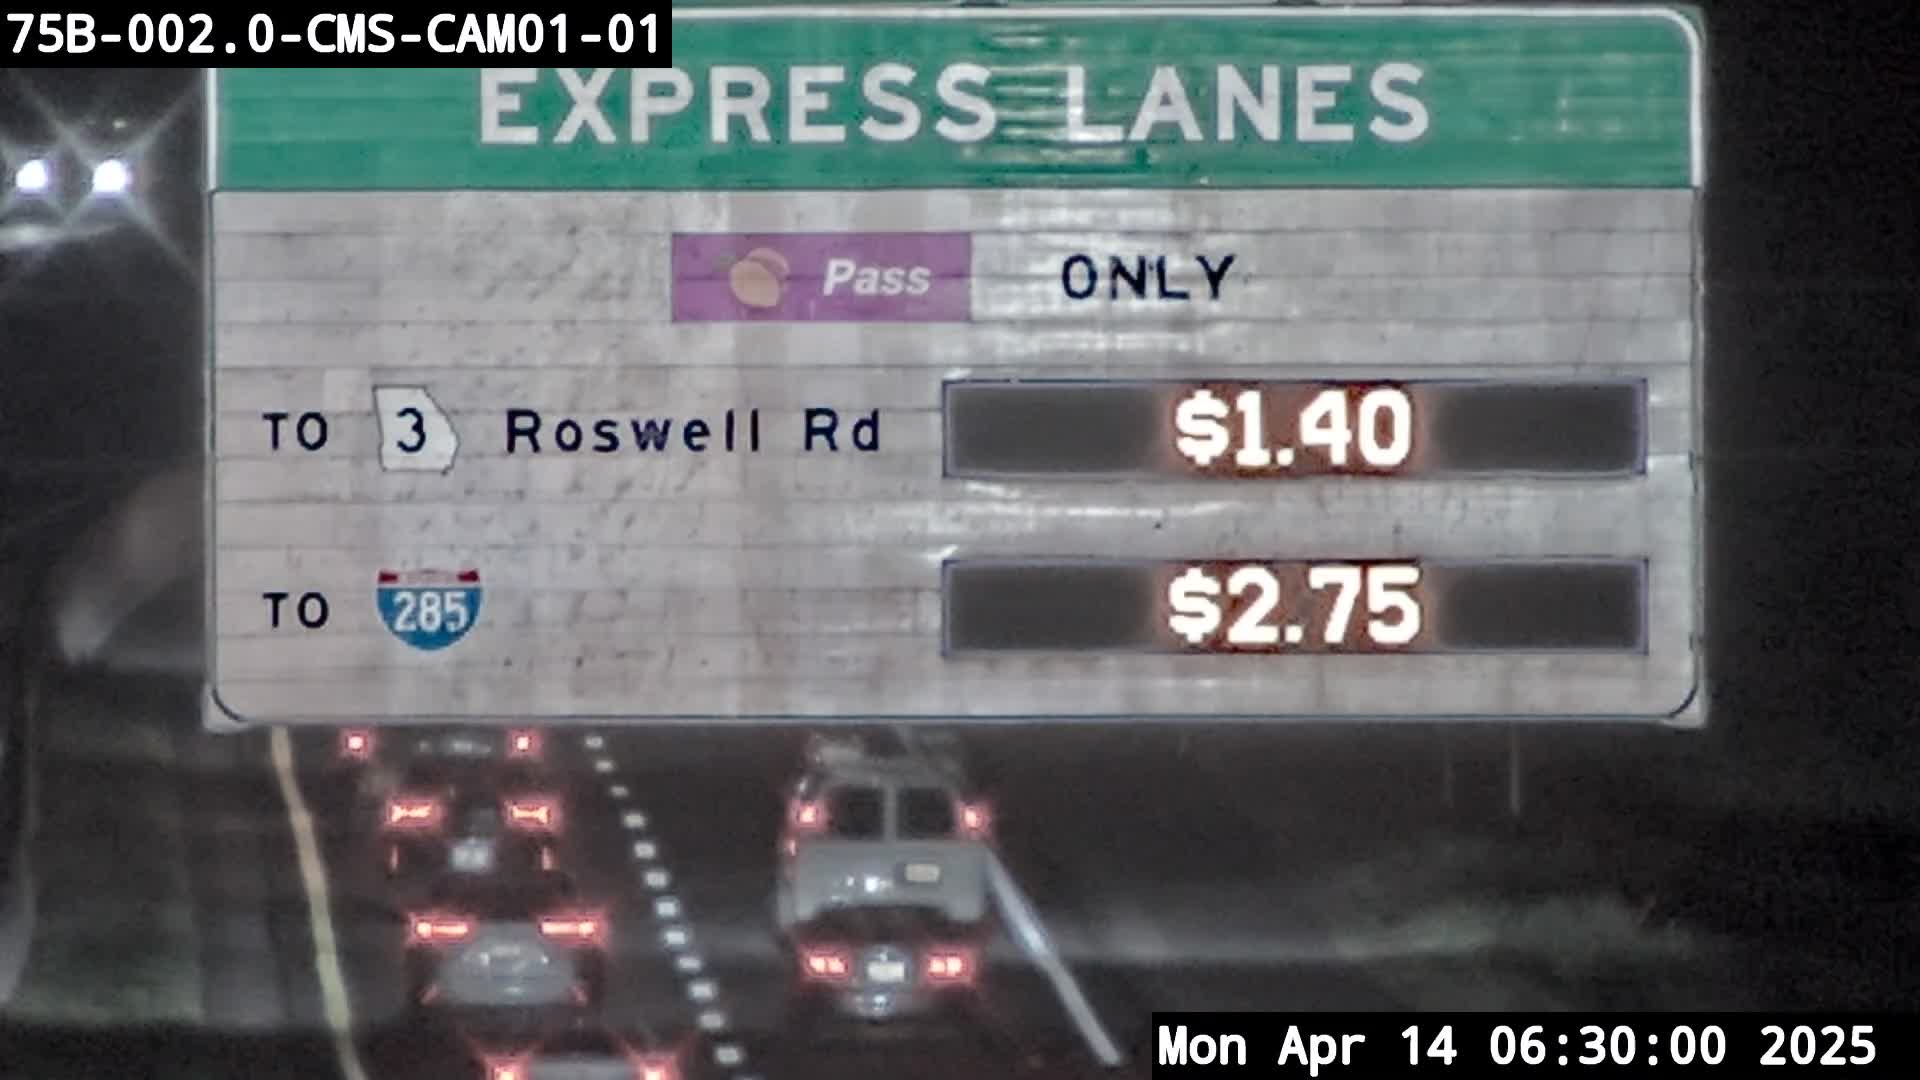 75B-002.0-CMS-CAM01-01
EXPRESS LANES
Pass ONLY
TO 3 Roswell Rd $1.40
TO 285 $2.75
Mon Apr 14 06:30:00 2025